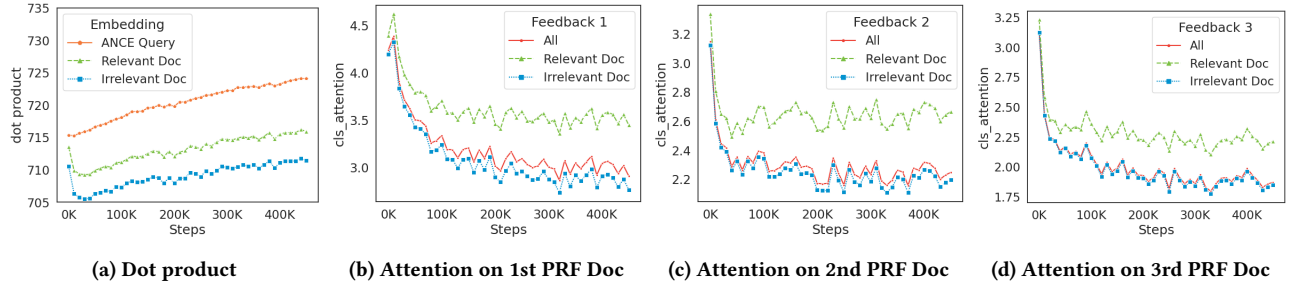 735
730
725
720
715
710
705
dot product
Embedding
ANCE Query
Relevant Doc
Irrelevant Doc
0K 100K 200K 300K 400K
Steps
(a) Dot product
4.5
4.0
3.5
3.0
cls_attention
Feedback 1
All
Relevant Doc
Irrelevant Doc
0K 100K 200K 300K 400K
Steps
(b) Attention on 1st PRF Doc
3.2
3.0
2.8
2.6
2.4
2.2
cls_attention
Feedback 2
All
Relevant Doc
Irrelevant Doc
0K 100K 200K 300K 400K
Steps
(c) Attention on 2nd PRF Doc
3.25
3.00
2.75
2.50
2.25
2.00
1.75
cls_attention
Feedback 3
All
Relevant Doc
Irrelevant Doc
0K 100K 200K 300K 400K
Steps
(d) Attention on 3rd PRF Doc